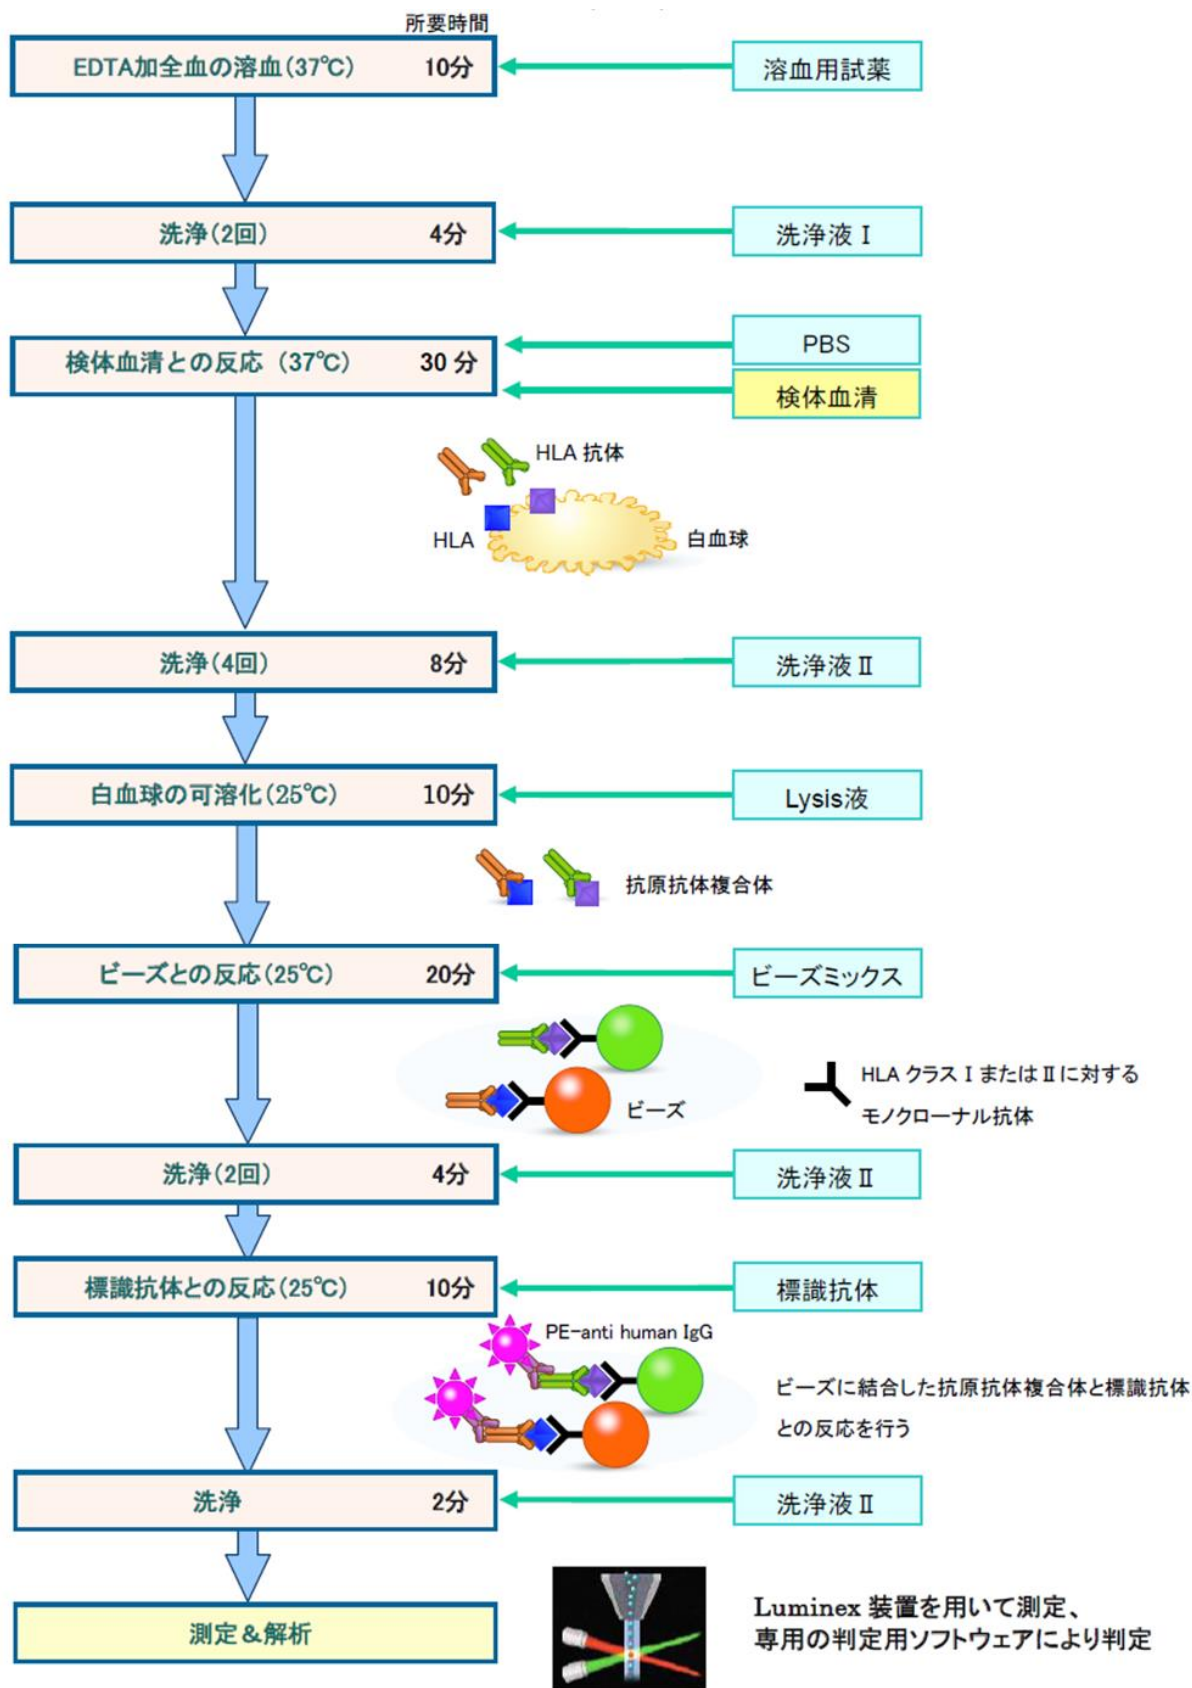 所要時間
EDTA加全血の溶血(37℃) 10分
溶血用試薬
洗浄(2回) 4分
洗浄液Ⅰ
検体血清との反応 (37℃) 30 分
PBS
検体血清
HLA 抗体
HLA
白血球
洗浄(4回) 8分
洗浄液Ⅱ
白血球の可溶化(25℃) 10分
Lysis液
抗原抗体複合体
ビーズとの反応(25℃) 20分
ビーズミックス
ビーズ
HLA クラス Ⅰ または Ⅱ に対する
モノクローナル抗体
洗浄(2回) 4分
洗浄液Ⅱ
標識抗体との反応(25℃) 10分
標識抗体
PE-anti human IgG
ビーズに結合した抗原抗体複合体と標識抗体
との反応を行う
洗浄 2分
洗浄液Ⅱ
測定&解析
Luminex 装置を用いて測定、
専用の判定用ソフトウェアにより判定